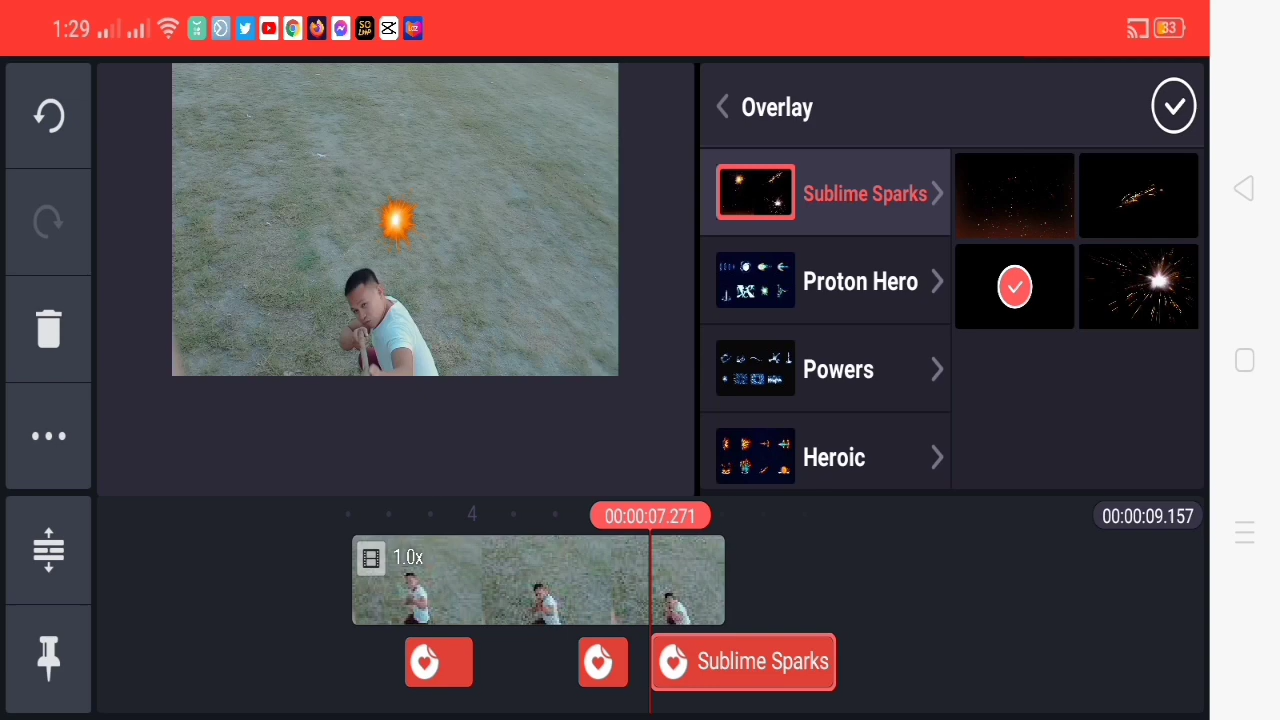 1:29
33
Overlay
Sublime Sparks
Proton Hero
Powers
Heroic
4
00:00:07.271
00:00:09.157
1.0x
Sublime Sparks